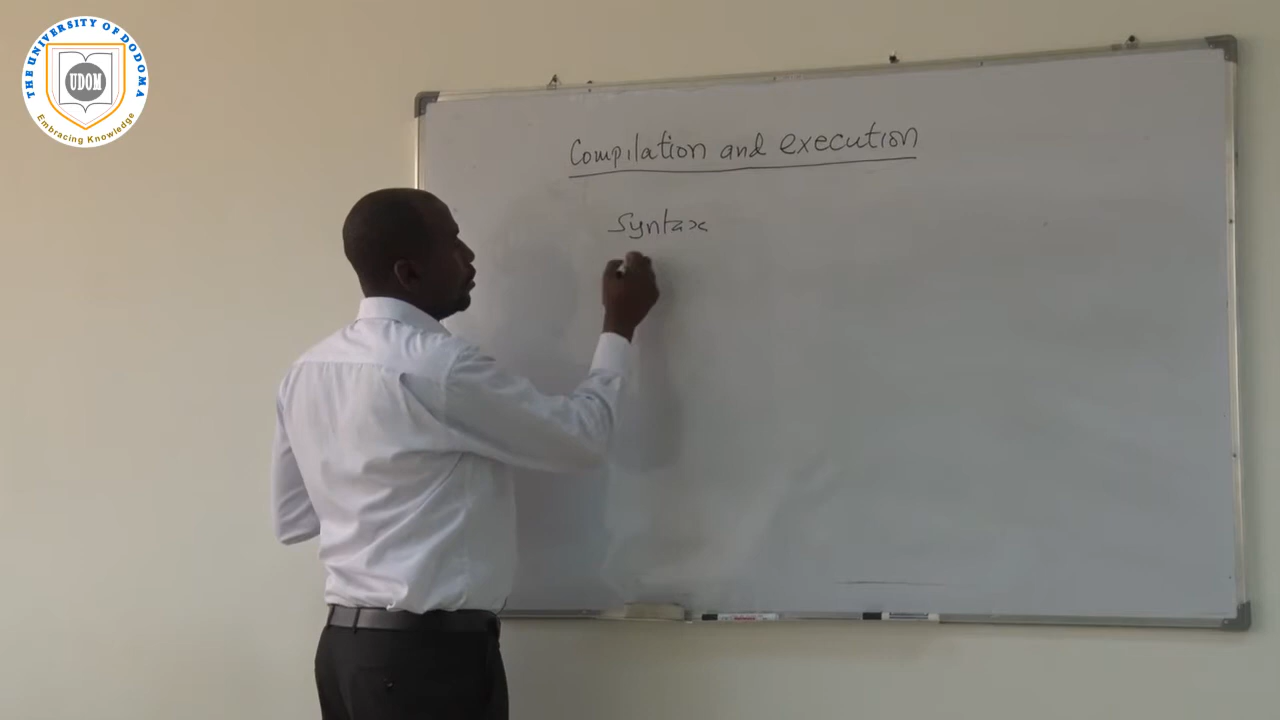 THE UNIVERSITY OF DODOMA
UDOM
Embracing Knowledge
Compilation and execution
Syntax